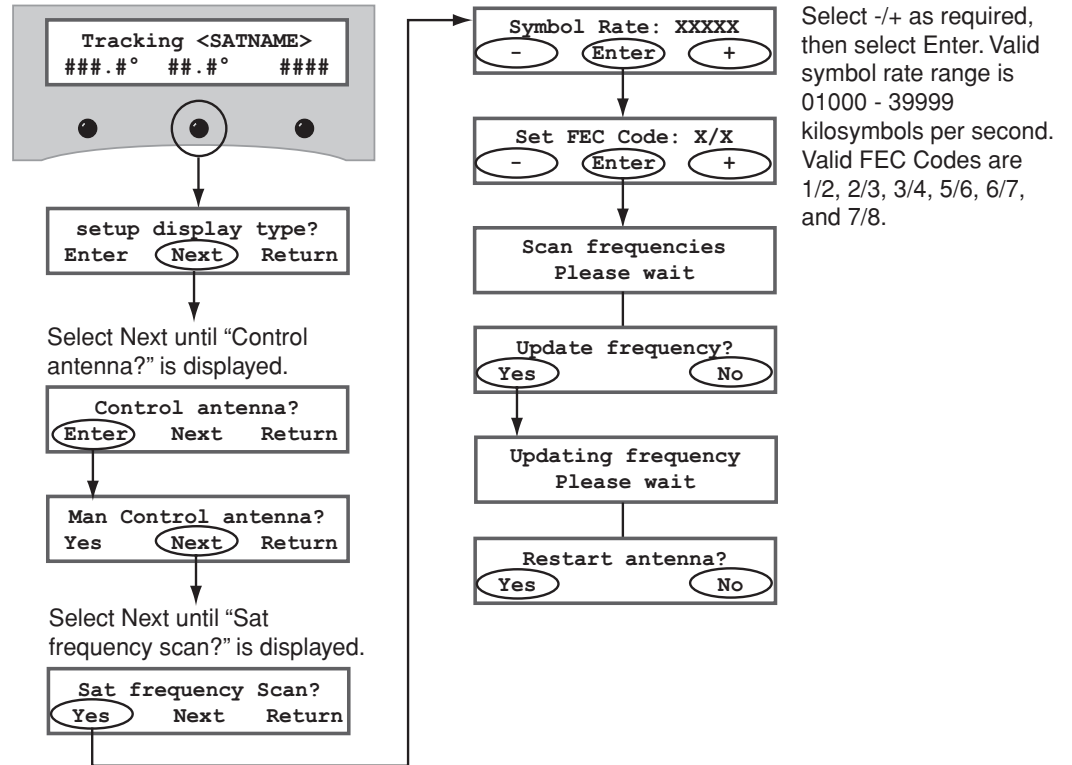 Tracking <SATNAME>
###.#° ##.#° ####
setup display type?
Enter Next Return
Select Next until “Control
antenna?” is displayed.
Control antenna?
Enter Next Return
Man Control antenna?
Yes Next Return
Select Next until “Sat
frequency scan?” is displayed.
Sat frequency Scan?
Yes Next Return
Symbol Rate: XXXXX
- Enter +
Set FEC Code: X/X
- Enter +
Scan frequencies
Please wait
Update frequency?
Yes No
Updating frequency
Please wait
Restart antenna?
Yes No
Select -/+ as required,
then select Enter. Valid
symbol rate range is
01000 - 39999
kilosymbols per second.
Valid FEC Codes are
1/2, 2/3, 3/4, 5/6, 6/7,
and 7/8.